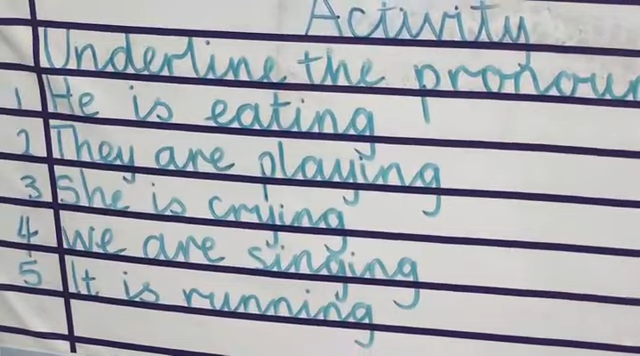 Activity
Underline the pronoun
1 He is eating
2 They are playing
3 She is crying
4 We are singing
5 It is running